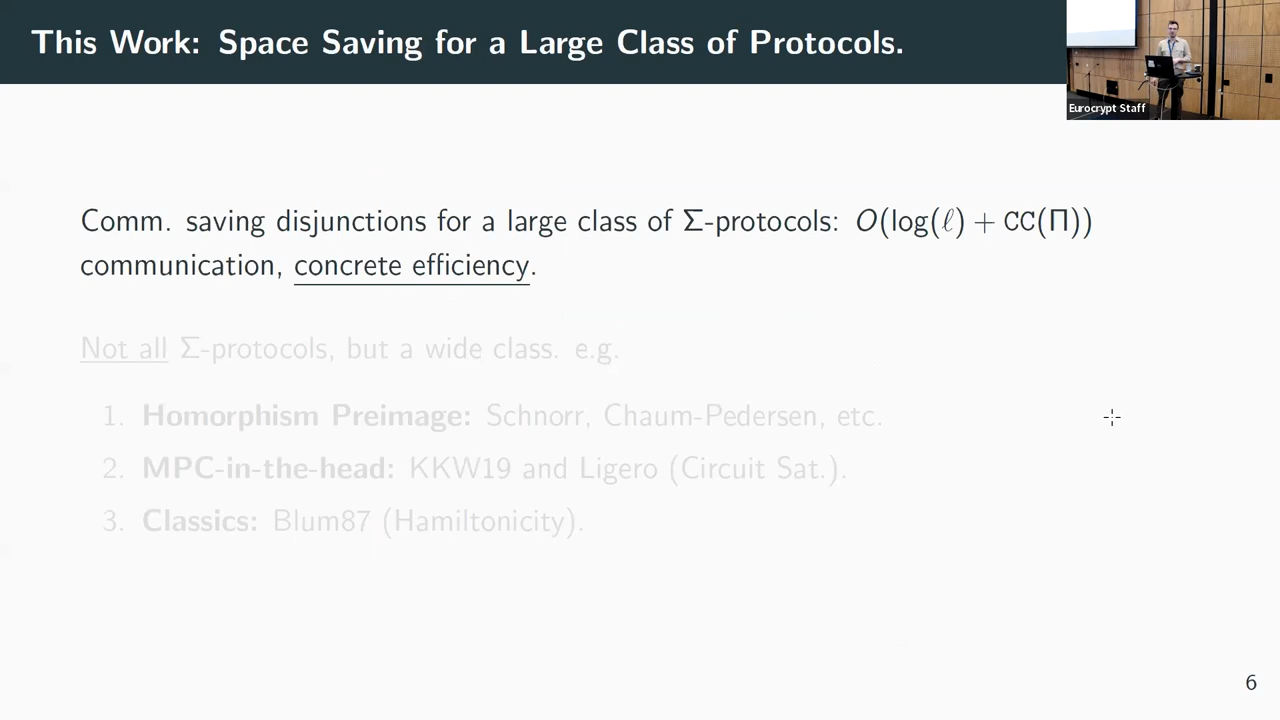 This Work: Space Saving for a Large Class of Protocols.
Eurocrypt Staff
Comm. saving disjunctions for a large class of Σ-protocols: O(log(ℓ) + CC(Π))
communication, concrete efficiency.
Not all Σ-protocols, but a wide class. e.g.
1. Homorphism Preimage: Schnorr, Chaum-Pedersen, etc.
2. MPC-in-the-head: KKW19 and Ligero (Circuit Sat.).
3. Classics: Blum87 (Hamiltonicity).
6